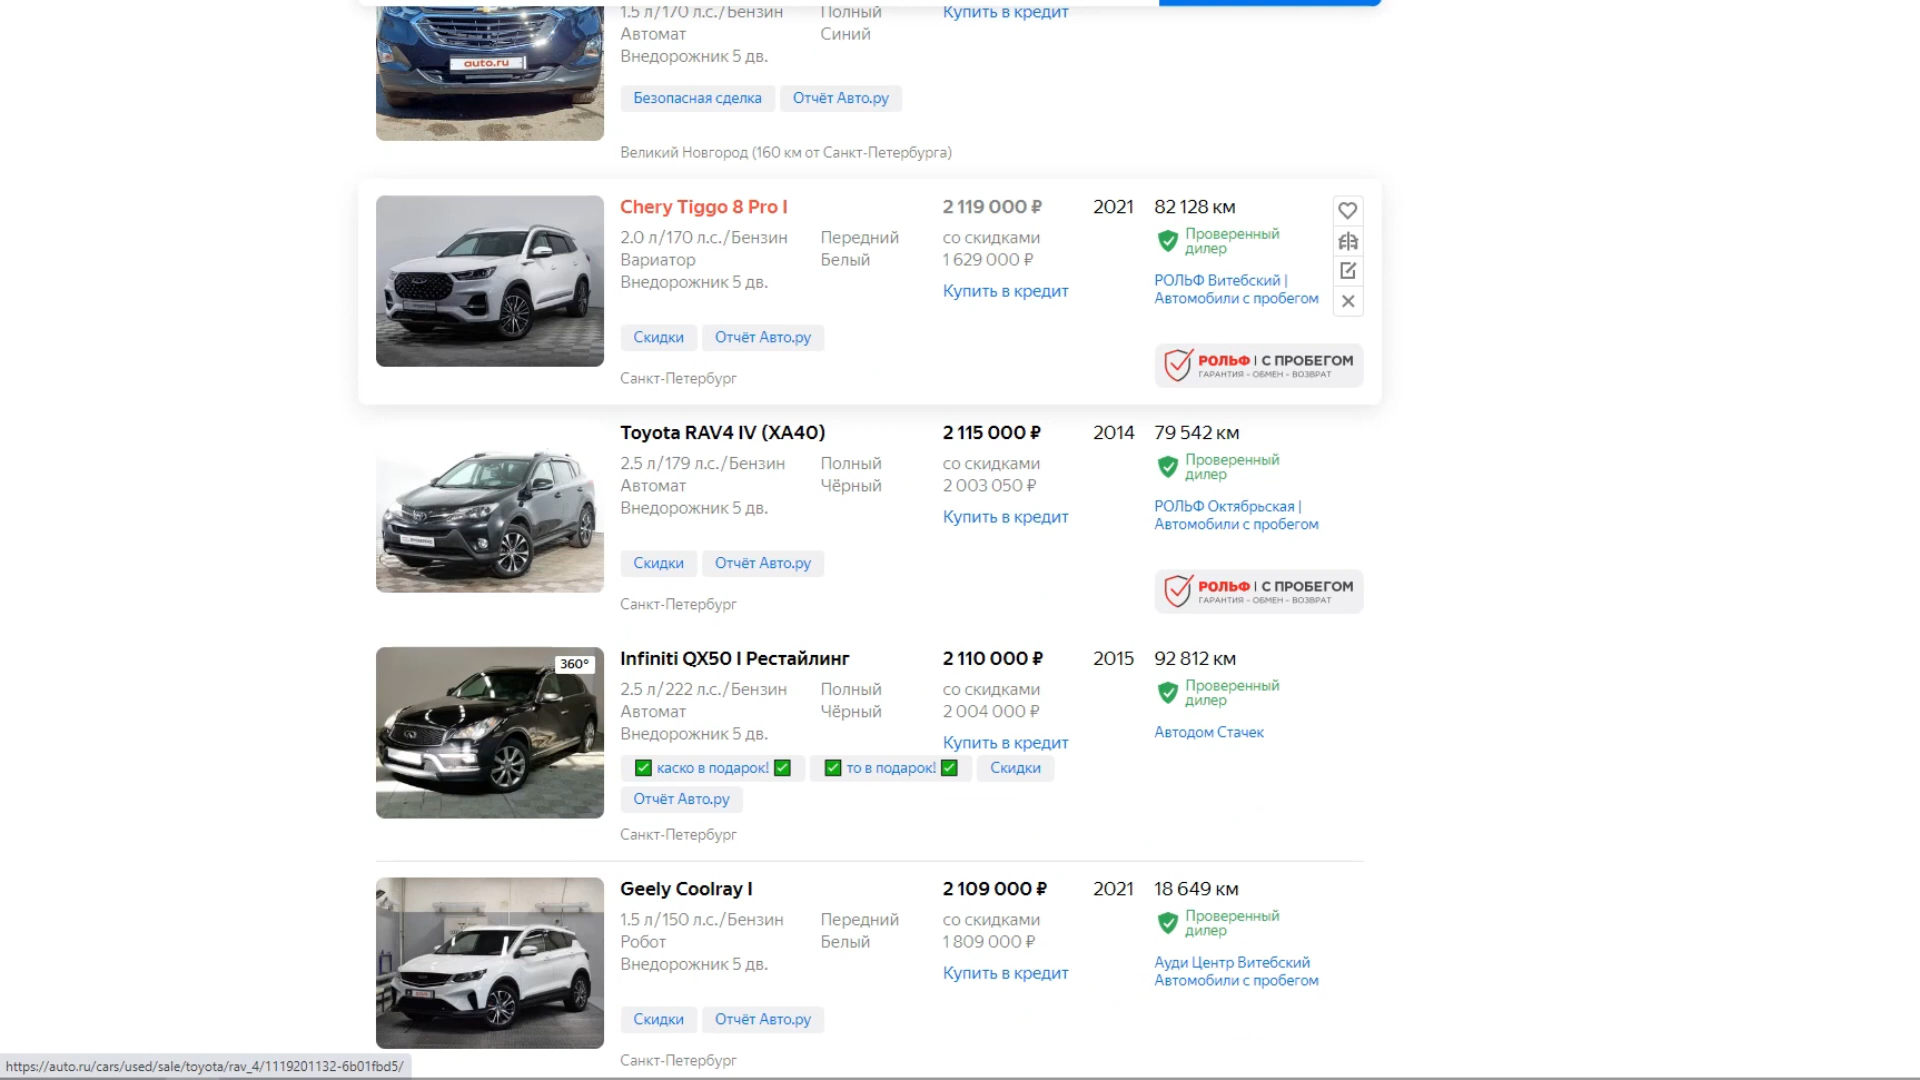 1.5 л/170 л.с./Бензин Полный Купить в кредит
Автомат Синий
Внедорожник 5 дв.
auto.ru
Безопасная сделка Отчёт Авто.ру
Великий Новгород (160 км от Санкт-Петербурга)
Chery Tiggo 8 Pro I 2 119 000 ₽ 2021 82 128 км
2.0 л/170 л.с./Бензин Передний со скидками Проверенный
Вариатор Белый 1 629 000 ₽ дилер
Внедорожник 5 дв. Купить в кредит РОЛЬФ Витебский |
Автомобили с пробегом
Скидки Отчёт Авто.ру
РОЛЬФ | С ПРОБЕГОМ
ГАРАНТИЯ - ОБМЕН - ВОЗВРАТ
Санкт-Петербург
Toyota RAV4 IV (XA40) 2 115 000 ₽ 2014 79 542 км
2.5 л/179 л.с./Бензин Полный со скидками Проверенный
Автомат Чёрный 2 003 050 ₽ дилер
Внедорожник 5 дв. Купить в кредит РОЛЬФ Октябрьская |
Автомобили с пробегом
Скидки Отчёт Авто.ру
РОЛЬФ | С ПРОБЕГОМ
ГАРАНТИЯ - ОБМЕН - ВОЗВРАТ
Санкт-Петербург
360°
Infiniti QX50 I Рестайлинг 2 110 000 ₽ 2015 92 812 км
2.5 л/222 л.с./Бензин Полный со скидками Проверенный
Автомат Чёрный 2 004 000 ₽ дилер
Внедорожник 5 дв. Купить в кредит Автодом Стачек
✅ каско в подарок! ✅ ✅ то в подарок! ✅ Скидки
Отчёт Авто.ру
Санкт-Петербург
Geely Coolray I 2 109 000 ₽ 2021 18 649 км
1.5 л/150 л.с./Бензин Передний со скидками Проверенный
Робот Белый 1 809 000 ₽ дилер
Внедорожник 5 дв. Купить в кредит Ауди Центр Витебский
Автомобили с пробегом
Скидки Отчёт Авто.ру
Санкт-Петербург
https://auto.ru/cars/used/sale/toyota/rav_4/1119201132-6b01fbd5/